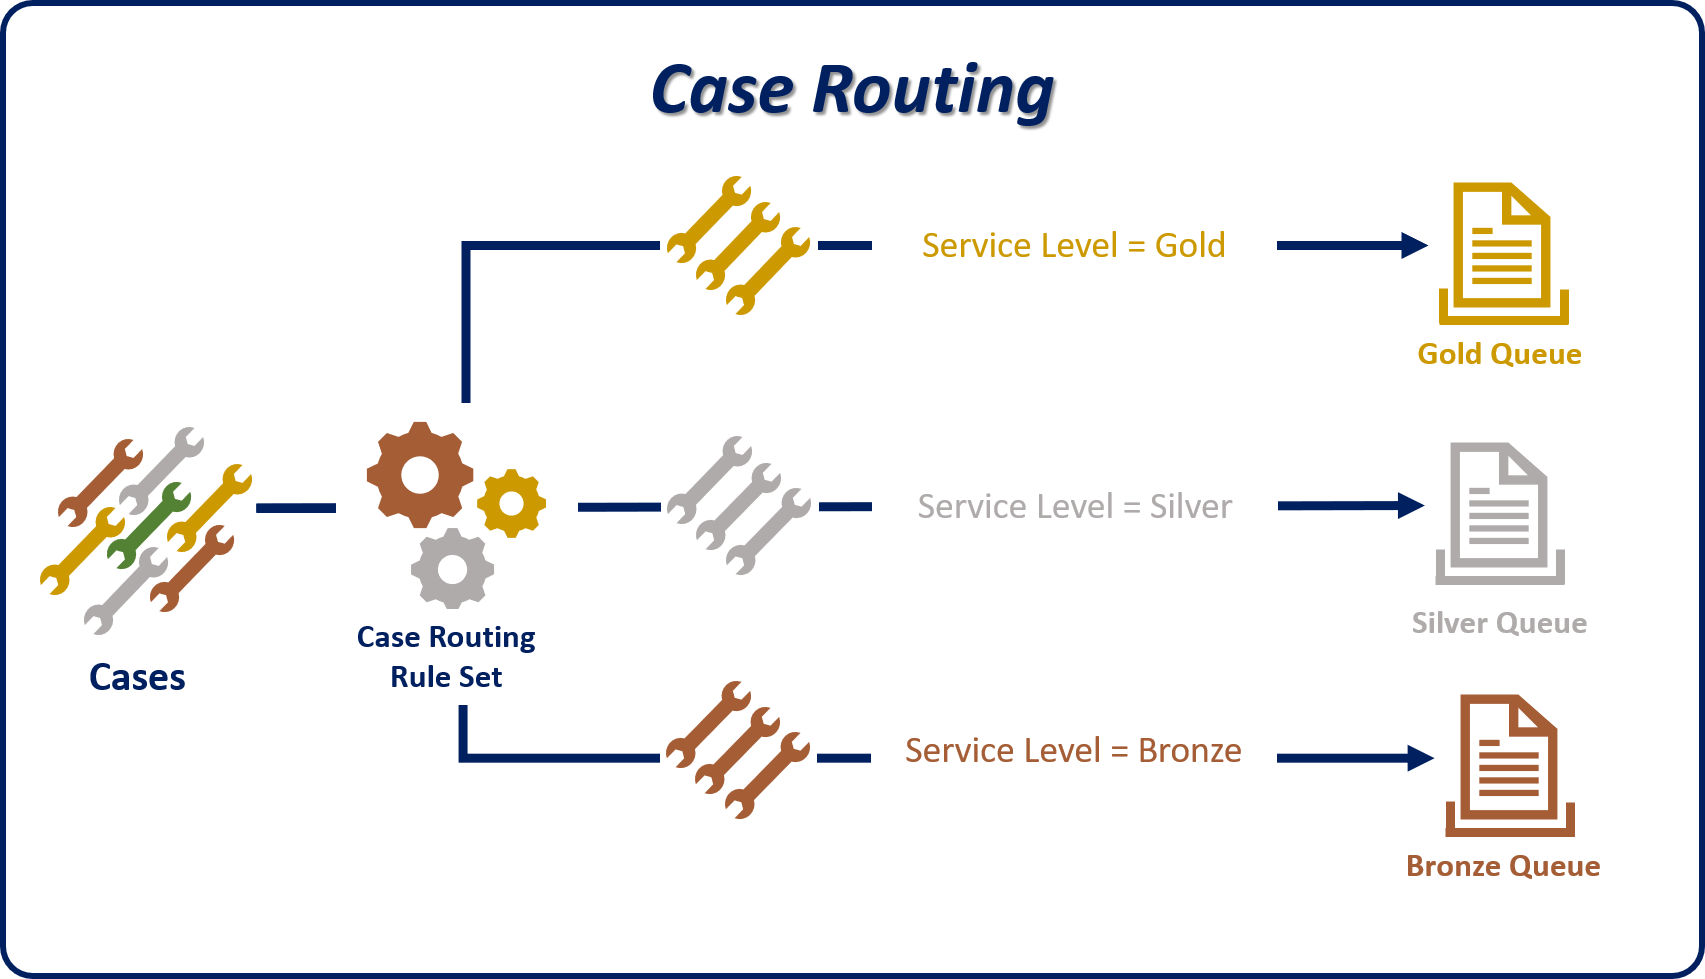 Case Routing
Service Level = Gold
Gold Queue
Service Level = Silver
Silver Queue
Cases
Case Routing
Rule Set
Service Level = Bronze
Bronze Queue